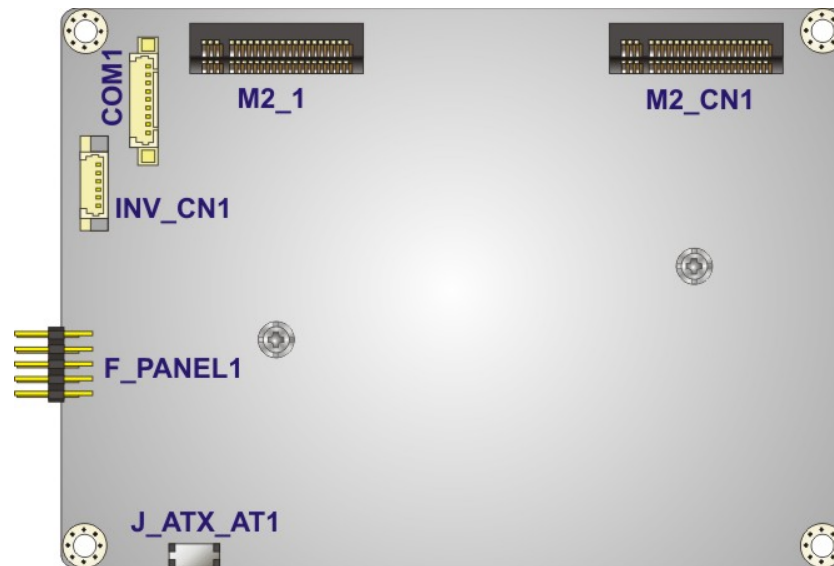 COM1
M2_1
M2_CN1
INV_CN1
F_PANEL1
J_ATX_AT1